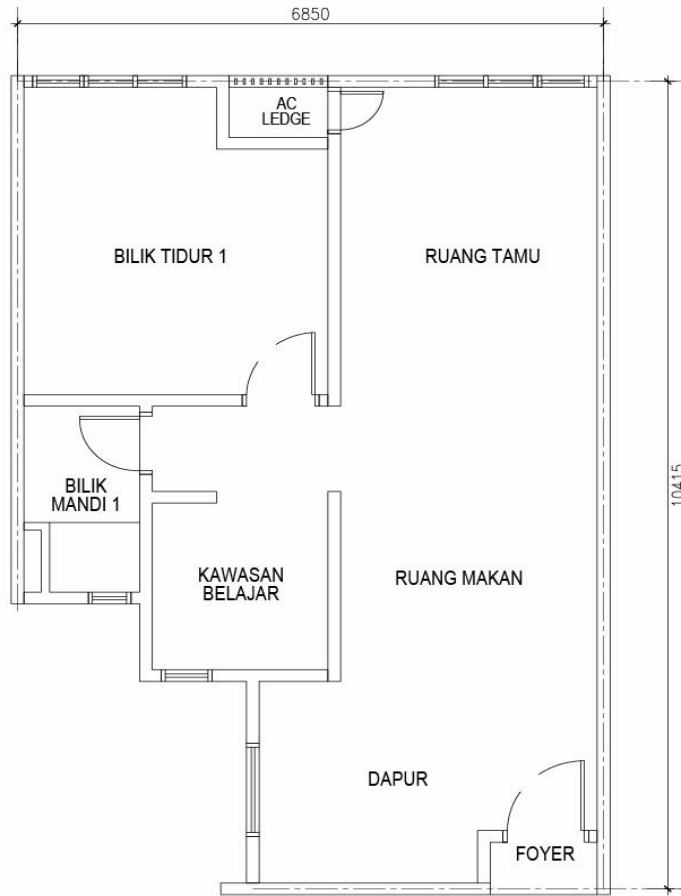 6850
AC
LEDGE
BILIK TIDUR 1
RUANG TAMU
10415
BILIK
MANDI 1
KAWASAN
BELAJAR
RUANG MAKAN
DAPUR
FOYER